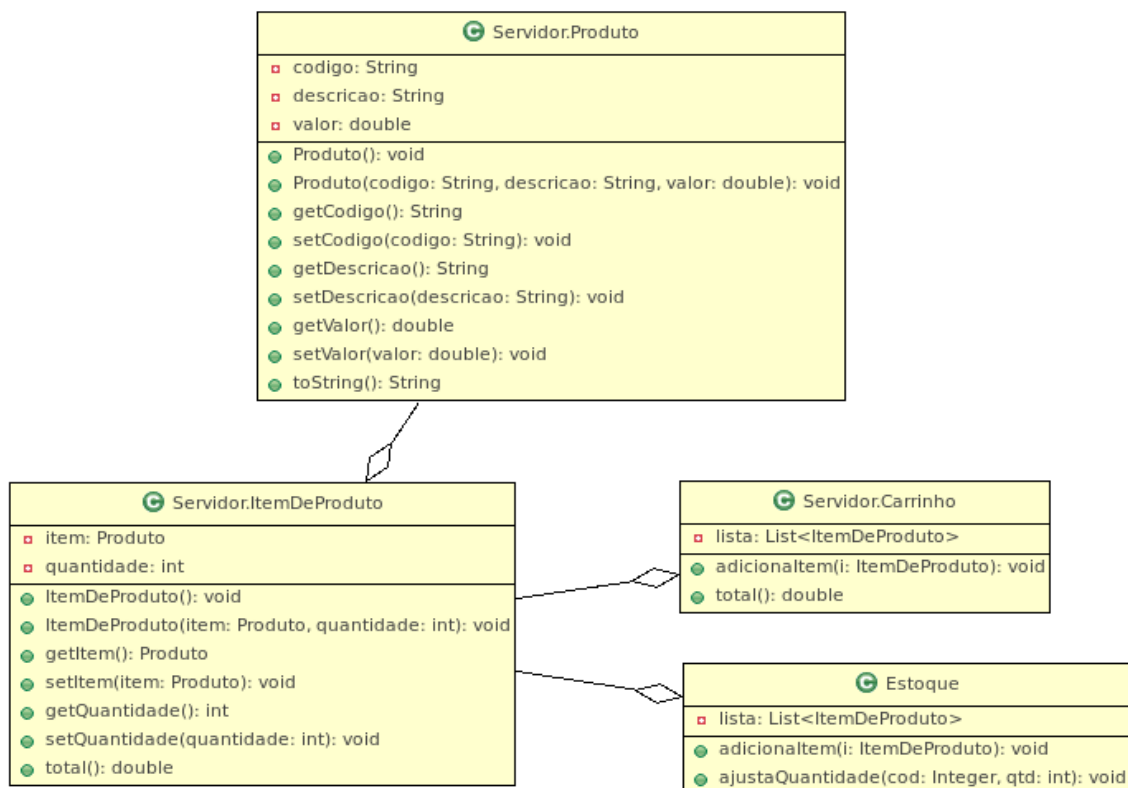 Servidor.Produto
codigo: String
descricao: String
valor: double
Produto(): void
Produto(codigo: String, descricao: String, valor: double): void
getCodigo(): String
setCodigo(codigo: String): void
getDescricao(): String
setDescricao(descricao: String): void
getValor(): double
setValor(valor: double): void
toString(): String
Servidor.ItemDeProduto
item: Produto
quantidade: int
ItemDeProduto(): void
ItemDeProduto(item: Produto, quantidade: int): void
getItem(): Produto
setItem(item: Produto): void
getQuantidade(): int
setQuantidade(quantidade: int): void
total(): double
Servidor.Carrinho
lista: List<ItemDeProduto>
adicionaItem(i: ItemDeProduto): void
total(): double
Estoque
lista: List<ItemDeProduto>
adicionaItem(i: ItemDeProduto): void
ajustaQuantidade(cod: Integer, qtd: int): void